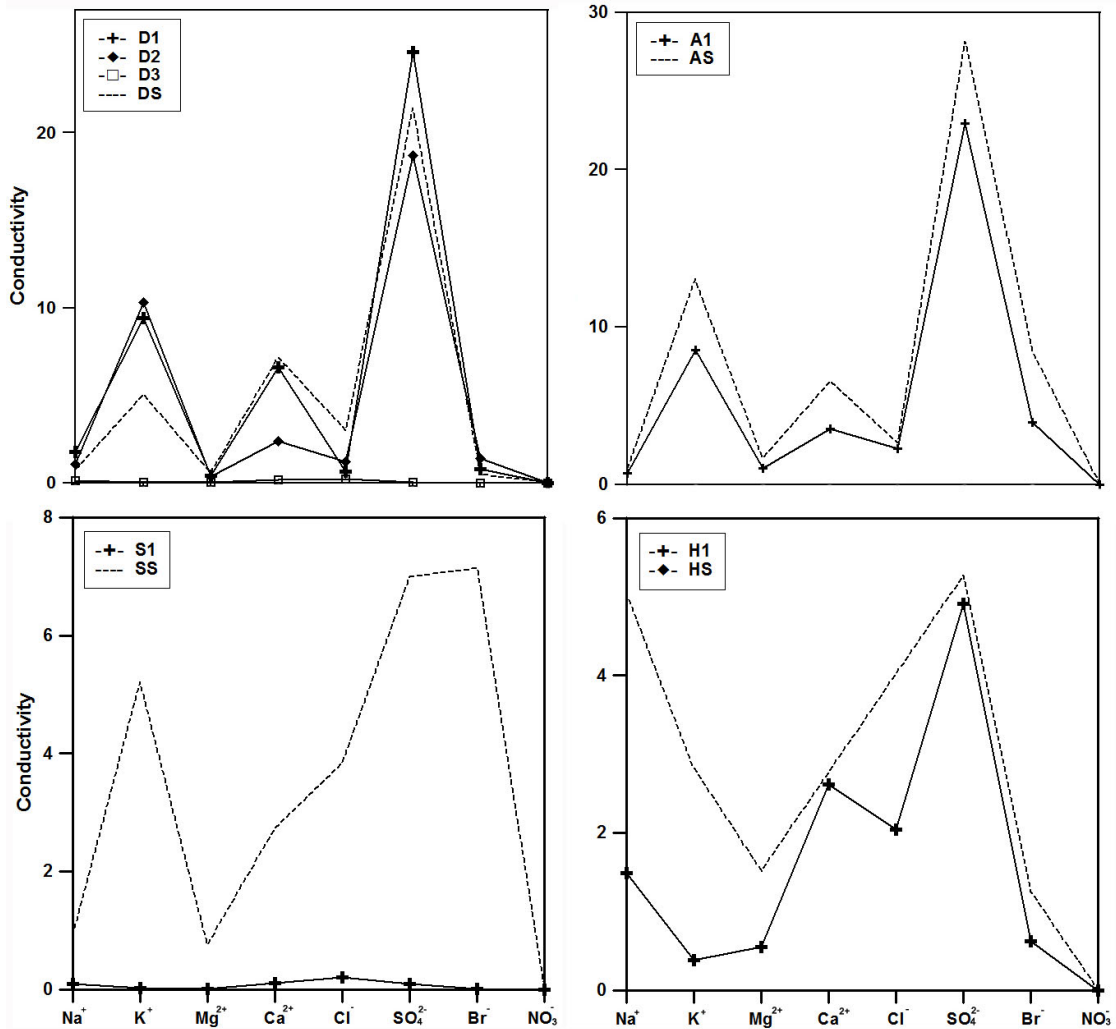 D1
D2
D3
DS
Conductivity
20
10
0
A1
AS
30
20
10
0
S1
SS
Conductivity
8
6
4
2
0
Na⁺ K⁺ Mg²⁺ Ca²⁺ Cl⁻ SO₄²⁻ Br⁻ NO₃⁻
H1
HS
6
4
2
0
Na⁺ K⁺ Mg²⁺ Ca²⁺ Cl⁻ SO₄²⁻ Br⁻ NO₃⁻